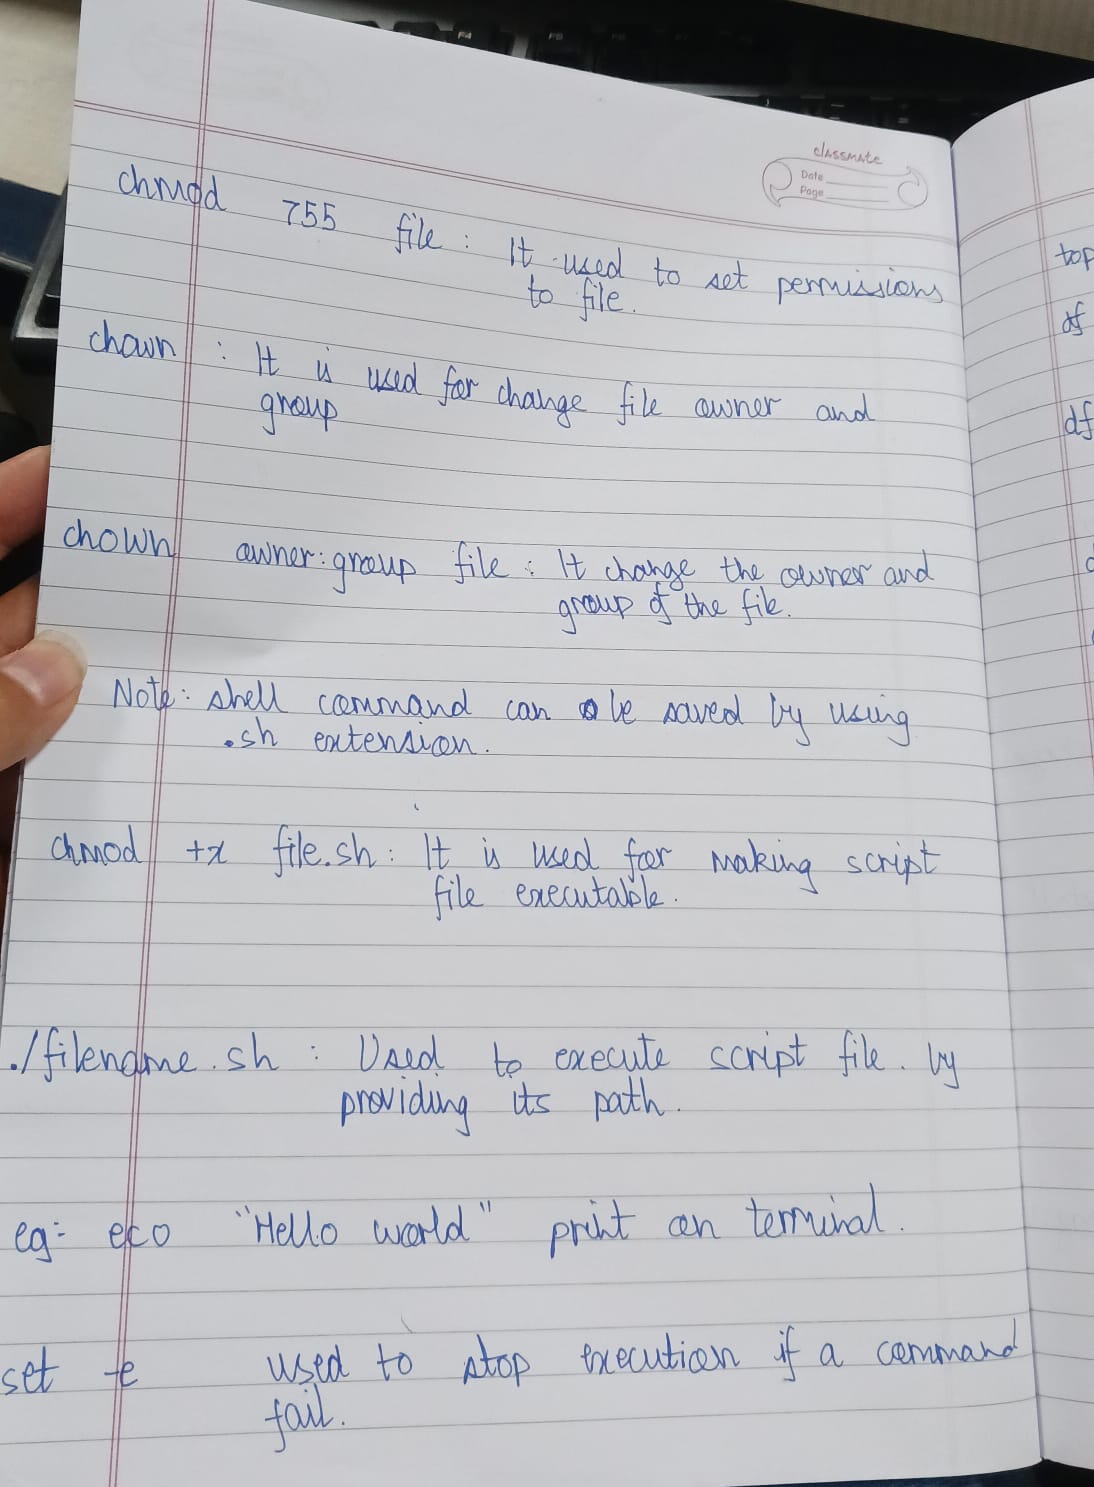 classmate
Date
Page
chmod 755 file : It used to set permissions
to file.
chown : It is used for change file owner and
group
chown owner:group file : It change the owner and
group of the file.
Note: shell command can be saved by using
.sh extension.
chmod +x file.sh : It is used for making script
file executable.
./filename.sh : Used to execute script file. by
providing its path.
eg:- eco "Hello world" print on terminal.
set -e used to stop execution if a command
fail.
top
df